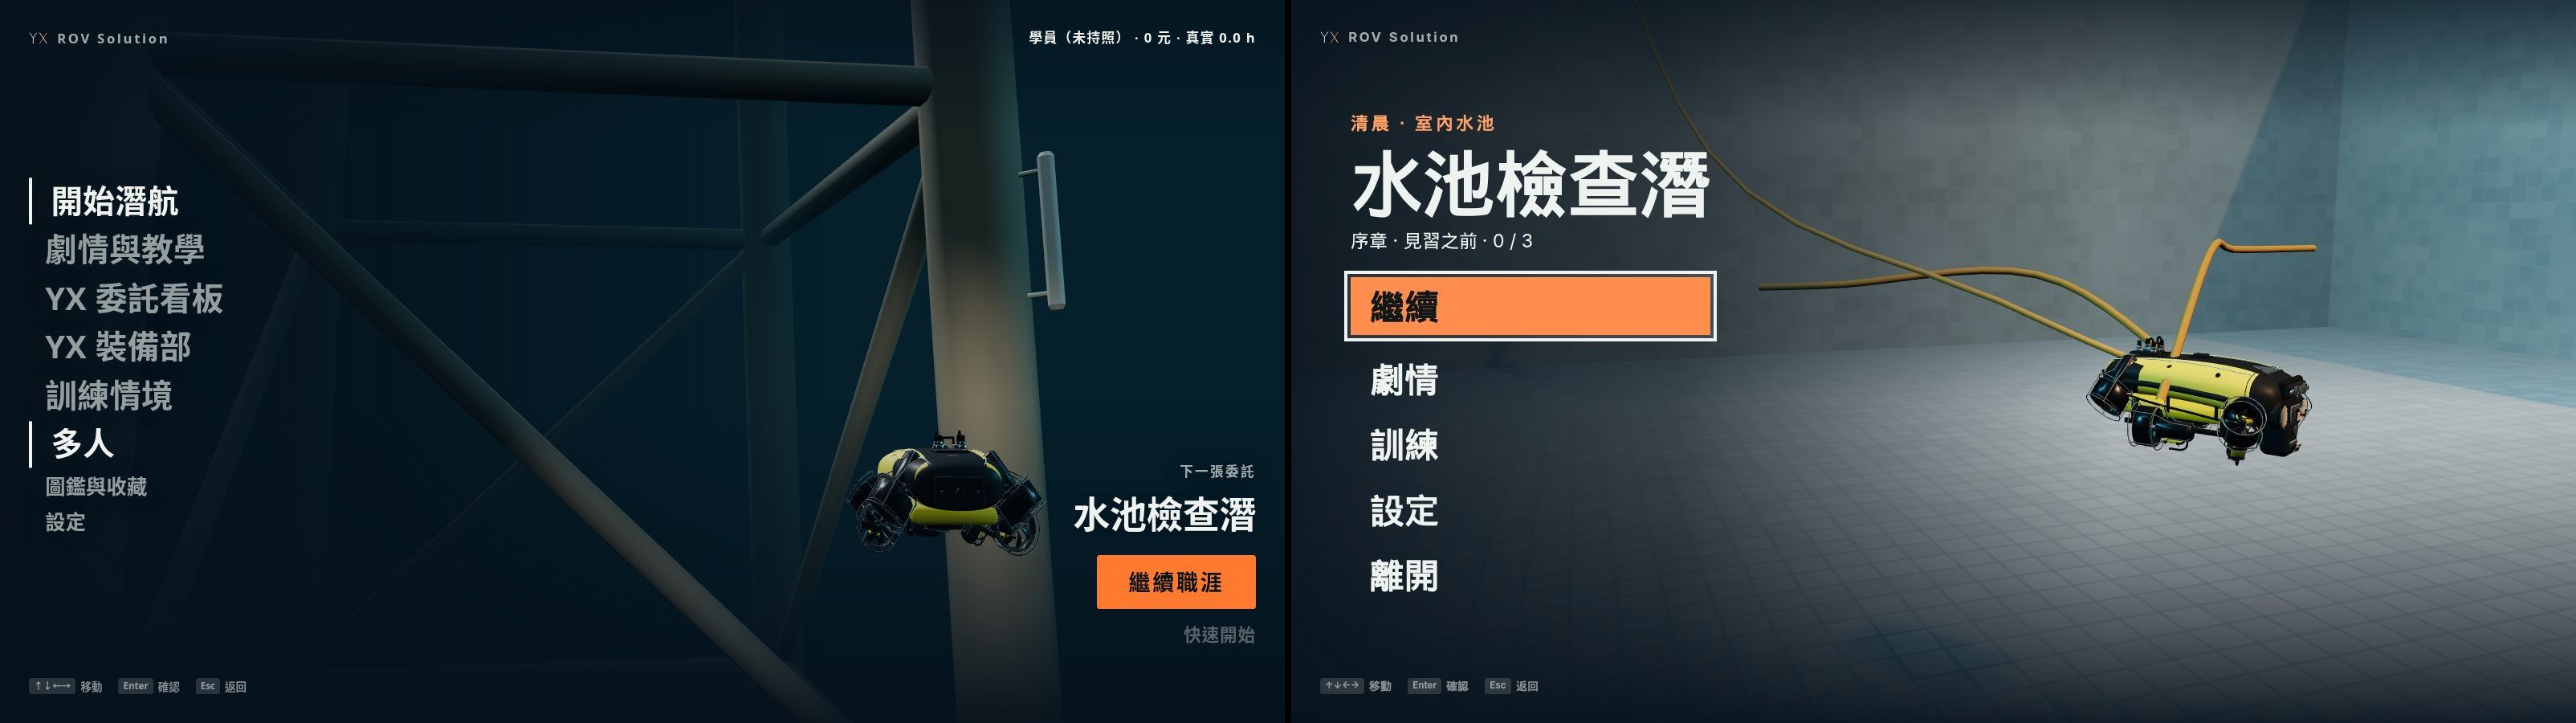 YX ROV Solution
學員（未持照） · 0 元 · 真實 0.0 h
開始潛航
劇情與教學
YX 委託看板
YX 裝備部
訓練情境
多人
圖鑑與收藏
設定
下一張委託
水池檢查潛
繼續職涯
快速開始
↑↓←→ 移動 Enter 確認 Esc 返回
YX ROV Solution
清晨 · 室內水池
水池檢查潛
序章 · 見習之前 · 0 / 3
繼續
劇情
訓練
設定
離開
↑↓←→ 移動 Enter 確認 Esc 返回